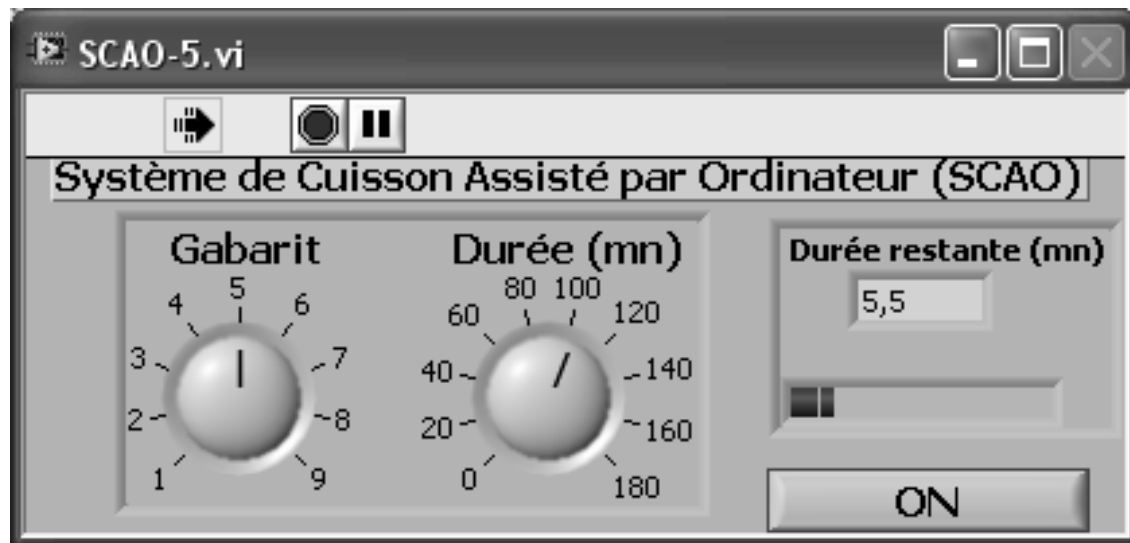 SCAO-5.vi
Système de Cuisson Assisté par Ordinateur (SCAO)
Gabarit
1 2 3 4 5 6 7 8 9
Durée (mn)
0 20 40 60 80 100 120 140 160 180
Durée restante (mn)
5,5
ON